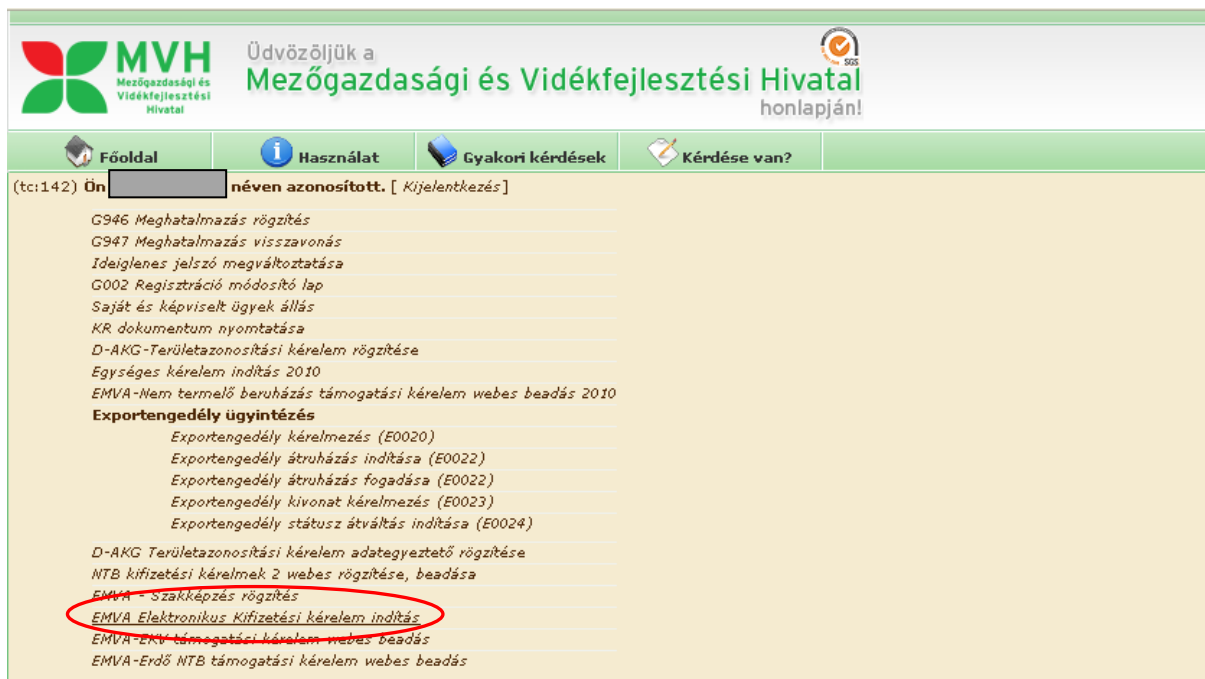 MVH
Mezőgazdasági és
Vidékfejlesztési
Hivatal
Üdvözöljük a
Mezőgazdasági és Vidékfejlesztési Hivatal
honlapján!
SGS
Főoldal
Használat
Gyakori kérdések
Kérdése van?
(tc:142) Ön néven azonosított. [ Kijelentkezés]
G946 Meghatalmazás rögzítés
G947 Meghatalmazás visszavonás
Ideiglenes jelszó megváltoztatása
G002 Regisztráció módosító lap
Saját és képviselt ügyek állás
KR dokumentum nyomtatása
D-AKG-Területazonosítási kérelem rögzítése
Egységes kérelem indítás 2010
EMVA-Nem termelő beruházás támogatási kérelem webes beadás 2010
Exportengedély ügyintézés
Exportengedély kérelmezés (E0020)
Exportengedély átruházás indítása (E0022)
Exportengedély átruházás fogadása (E0022)
Exportengedély kivonat kérelmezés (E0023)
Exportengedély státusz átváltás indítása (E0024)
D-AKG Területazonosítási kérelem adategyeztető rögzítése
NTB kifizetési kérelmek 2 webes rögzítése, beadása
EMVA - Szakképzés rögzítés
EMVA Elektronikus Kifizetési kérelem indítás
EMVA-EKV támogatási kérelem webes beadás
EMVA-Erdő NTB támogatási kérelem webes beadás